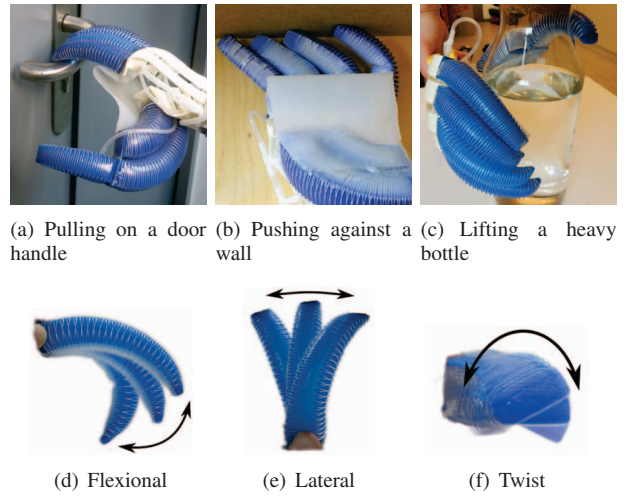 (a) Pulling on a door
handle
(b) Pushing against a
wall
(c) Lifting a heavy
bottle
(d) Flexional
(e) Lateral
(f) Twist